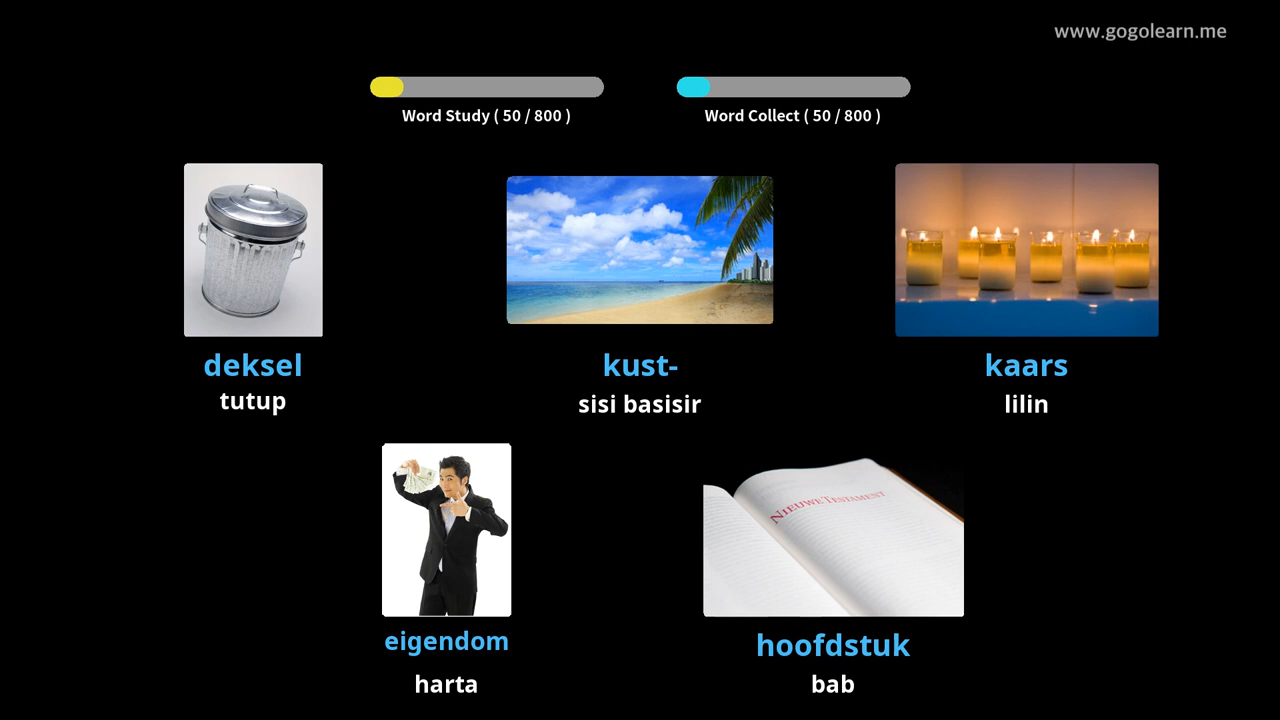 www.gogolearn.me
Word Study ( 50 / 800 )
Word Collect ( 50 / 800 )
deksel
tutup
kust-
sisi basisir
kaars
lilin
NIEUWE TESTAMENT
eigendom
harta
hoofdstuk
bab